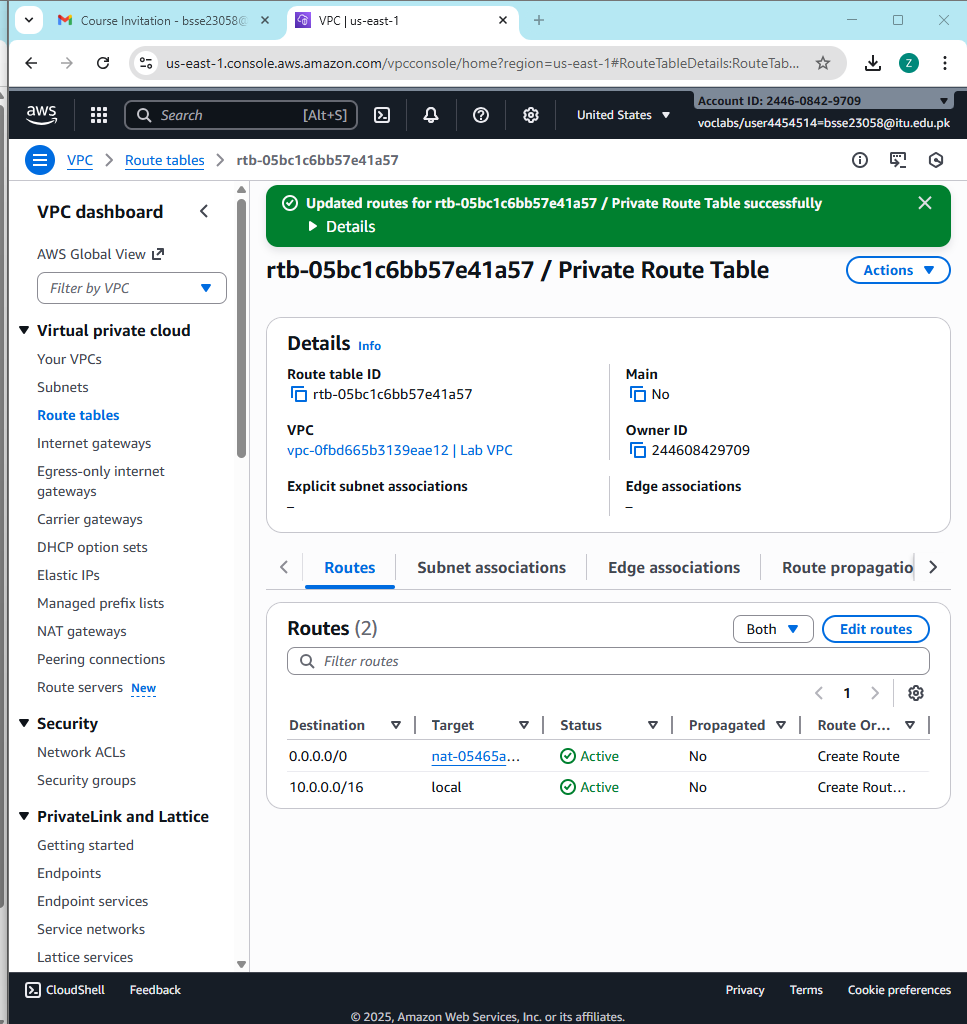 Course Invitation - bsse23058@
VPC | us-east-1
us-east-1.console.aws.amazon.com/vpcconsole/home?region=us-east-1#RouteTableDetails:RouteTab...
Z
aws
Search [Alt+S]
United States
Account ID: 2446-0842-9709
voclabs/user4454514=bsse23058@itu.edu.pk
VPC
Route tables
rtb-05bc1c6bb57e41a57
VPC dashboard
AWS Global View
Filter by VPC
Virtual private cloud
Your VPCs
Subnets
Route tables
Internet gateways
Egress-only internet
gateways
Carrier gateways
DHCP option sets
Elastic IPs
Managed prefix lists
NAT gateways
Peering connections
Route servers New
Security
Network ACLs
Security groups
PrivateLink and Lattice
Getting started
Endpoints
Endpoint services
Service networks
Lattice services
Updated routes for rtb-05bc1c6bb57e41a57 / Private Route Table successfully
Details
rtb-05bc1c6bb57e41a57 / Private Route Table
Actions
Details Info
Route table ID
rtb-05bc1c6bb57e41a57
Main
No
VPC
vpc-0fbd665b3139eae12 | Lab VPC
Owner ID
244608429709
Explicit subnet associations
–
Edge associations
–
Routes
Subnet associations
Edge associations
Route propagatio
Routes (2)
Both
Edit routes
Filter routes
1
Destination Target Status Propagated Route Or...
0.0.0.0/0 nat-05465a... Active No Create Route
10.0.0.0/16 local Active No Create Rout...
CloudShell Feedback Privacy Terms Cookie preferences
© 2025, Amazon Web Services, Inc. or its affiliates.